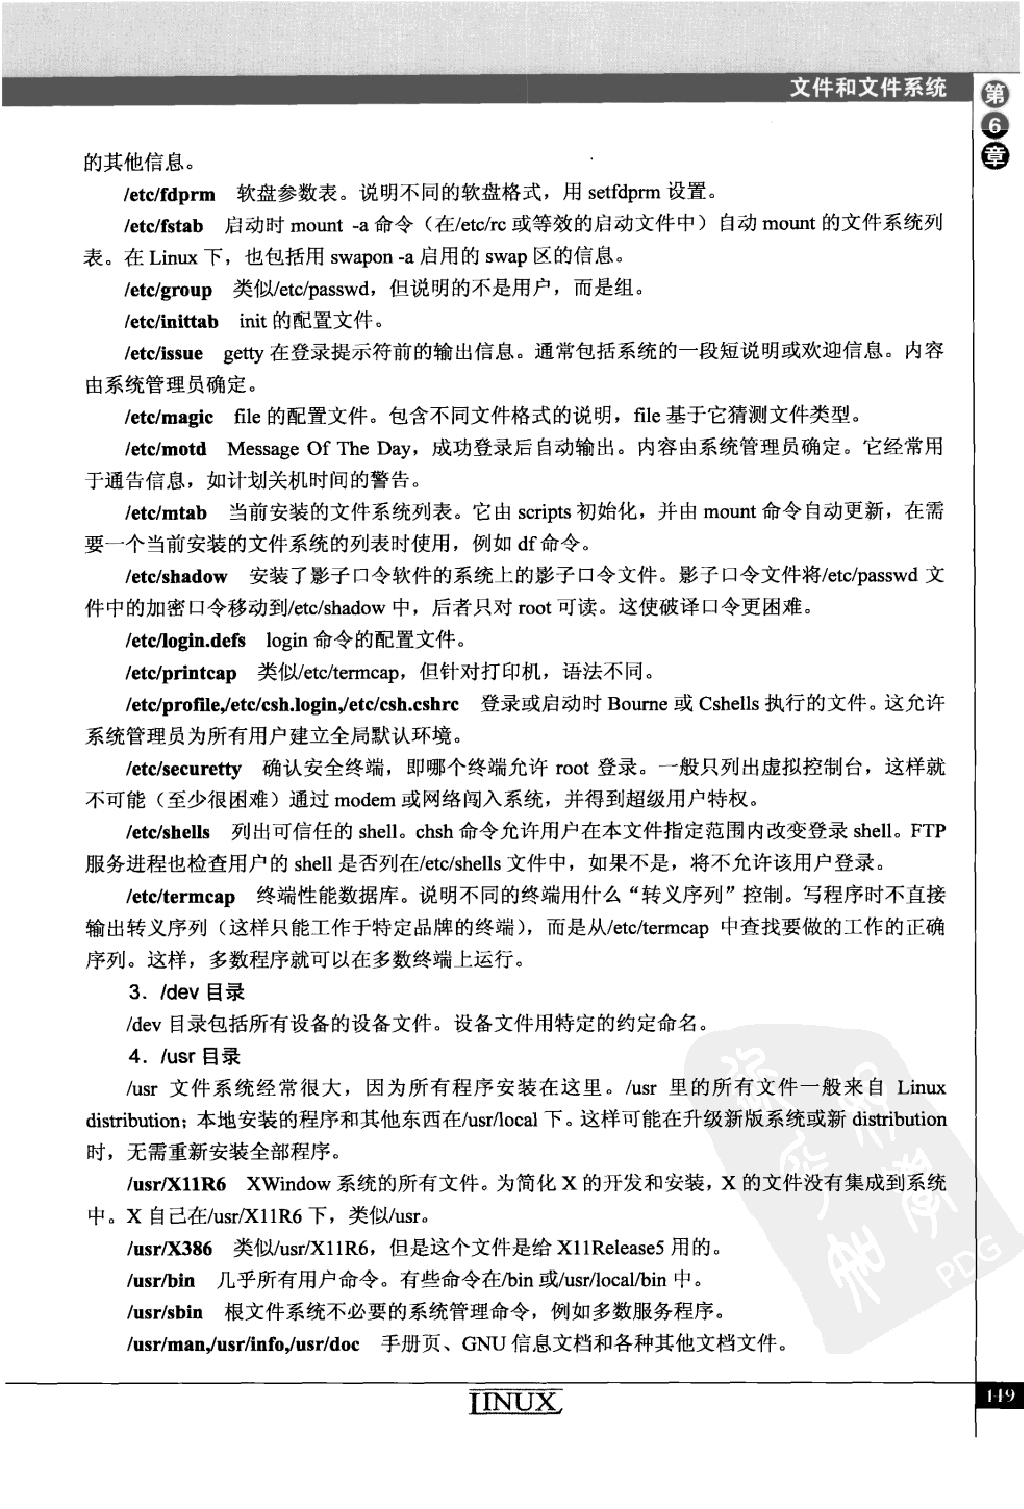 文件和文件系统
第
6
章
的其他信息。
/etc/fdprm 软盘参数表。说明不同的软盘格式，用 setfdprm 设置。
/etc/fstab 启动时 mount -a 命令（在/etc/rc 或等效的启动文件中）自动 mount 的文件系统列
表。在 Linux 下，也包括用 swapon -a 启用的 swap 区的信息。
/etc/group 类似/etc/passwd，但说明的不是用户，而是组。
/etc/inittab init 的配置文件。
/etc/issue getty 在登录提示符前的输出信息。通常包括系统的一段短说明或欢迎信息。内容
由系统管理员确定。
/etc/magic file 的配置文件。包含不同文件格式的说明，file 基于它猜测文件类型。
/etc/motd Message Of The Day，成功登录后自动输出。内容由系统管理员确定。它经常用
于通告信息，如计划关机时间的警告。
/etc/mtab 当前安装的文件系统列表。它由 scripts 初始化，并由 mount 命令自动更新，在需
要一个当前安装的文件系统的列表时使用，例如 df 命令。
/etc/shadow 安装了影子口令软件的系统上的影子口令文件。影子口令文件将/etc/passwd 文
件中的加密口令移动到/etc/shadow 中，后者只对 root 可读。这使破译口令更困难。
/etc/login.defs login 命令的配置文件。
/etc/printcap 类似/etc/termcap，但针对打印机，语法不同。
/etc/profile,/etc/csh.login,/etc/csh.cshrc 登录或启动时 Bourne 或 Cshells 执行的文件。这允许
系统管理员为所有用户建立全局默认环境。
/etc/securetty 确认安全终端，即哪个终端允许 root 登录。一般只列出虚拟控制台，这样就
不可能（至少很困难）通过 modem 或网络闯入系统，并得到超级用户特权。
/etc/shells 列出可信任的 shell。chsh 命令允许用户在本文件指定范围内改变登录 shell。FTP
服务进程也检查用户的 shell 是否列在/etc/shells 文件中，如果不是，将不允许该用户登录。
/etc/termcap 终端性能数据库。说明不同的终端用什么“转义序列”控制。写程序时不直接
输出转义序列（这样只能工作于特定品牌的终端），而是从/etc/termcap 中查找要做的工作的正确
序列。这样，多数程序就可以在多数终端上运行。
3．/dev 目录
/dev 目录包括所有设备的设备文件。设备文件用特定的约定命名。
4．/usr 目录
/usr 文件系统经常很大，因为所有程序安装在这里。/usr 里的所有文件一般来自 Linux
distribution；本地安装的程序和其他东西在/usr/local 下。这样可能在升级新版系统或新 distribution
时，无需重新安装全部程序。
/usr/X11R6 XWindow 系统的所有文件。为简化 X 的开发和安装，X 的文件没有集成到系统
中。X 自己在/usr/X11R6 下，类似/usr。
/usr/X386 类似/usr/X11R6，但是这个文件是给 X11Release5 用的。
/usr/bin 几乎所有用户命令。有些命令在/bin 或/usr/local/bin 中。
/usr/sbin 根文件系统不必要的系统管理命令，例如多数服务程序。
/usr/man,/usr/info,/usr/doc 手册页、GNU 信息文档和各种其他文档文件。
PDG
LINUX
149